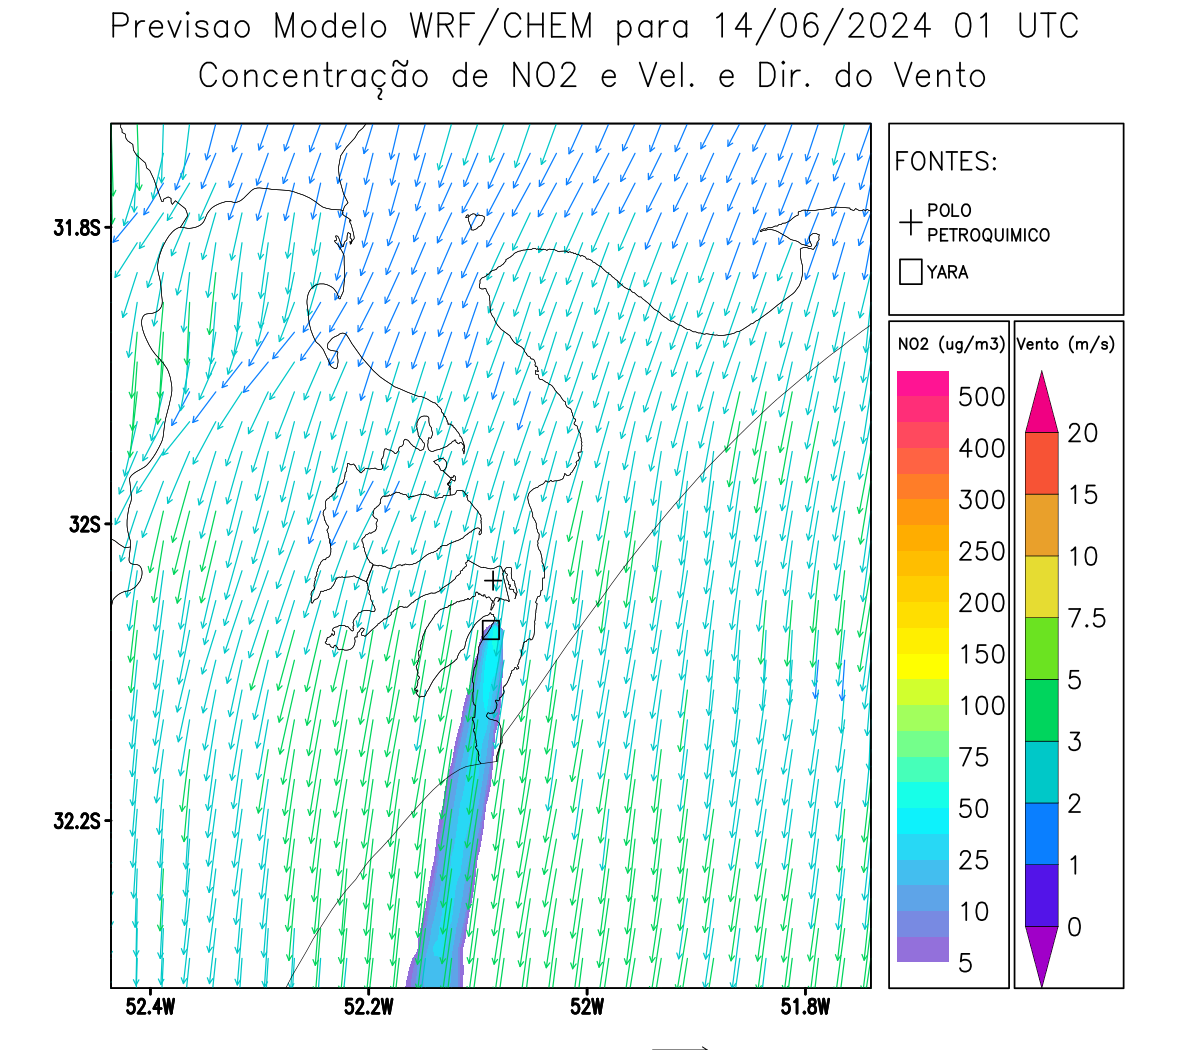 Previsao Modelo WRF/CHEM para 14/06/2024 01 UTC
Concentração de NO2 e Vel. e Dir. do Vento
FONTES:
POLO
PETROQUIMICO
YARA
NO2 (ug/m3)
500
400
300
250
200
150
100
75
50
25
10
5
Vento (m/s)
20
15
10
7.5
5
3
2
1
0
31.8S
32S
32.2S
52.4W
52.2W
52W
51.8W